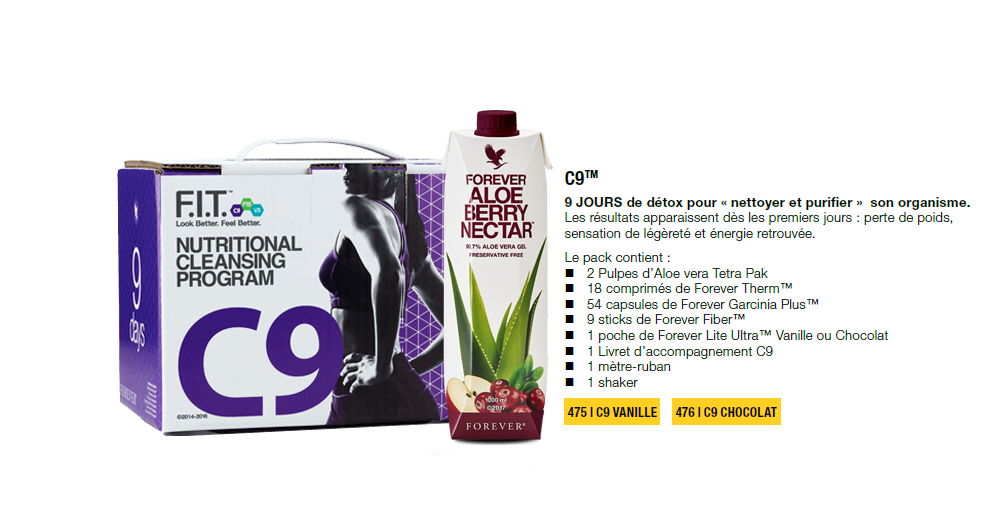 F.I.T.™
C9 F15 V5
Look Better. Feel Better.
NUTRITIONAL
CLEANSING
PROGRAM
C9
9
days
FOREVER
©2014-2016
FOREVER
ALOE
BERRY
NECTAR™
90.7% ALOE VERA GEL
PRESERVATIVE FREE
1000 ml
©2017
FOREVER®
C9™
9 JOURS de détox pour « nettoyer et purifier » son organisme.
Les résultats apparaissent dès les premiers jours : perte de poids,
sensation de légèreté et énergie retrouvée.
Le pack contient :
■ 2 Pulpes d’Aloe vera Tetra Pak
■ 18 comprimés de Forever Therm™
■ 54 capsules de Forever Garcinia Plus™
■ 9 sticks de Forever Fiber™
■ 1 poche de Forever Lite Ultra™ Vanille ou Chocolat
■ 1 Livret d’accompagnement C9
■ 1 mètre-ruban
■ 1 shaker
475 I C9 VANILLE
476 I C9 CHOCOLAT